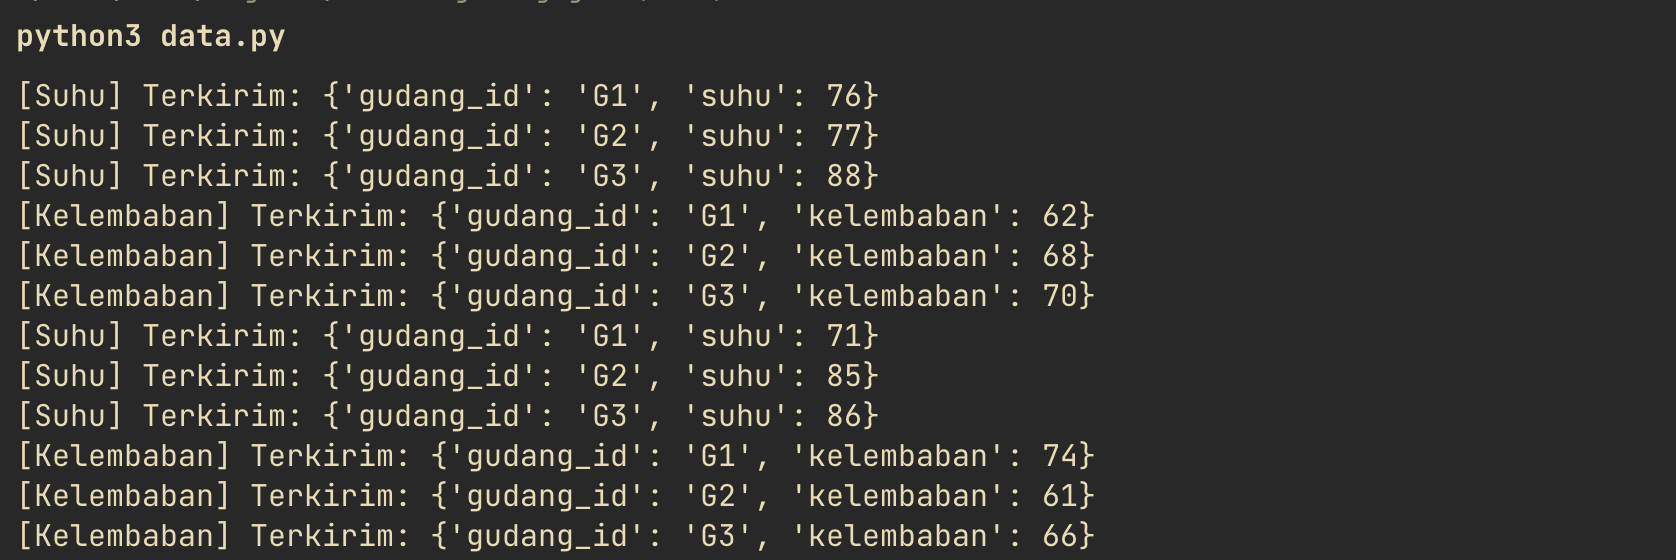 python3 data.py
[Suhu] Terkirim: {'gudang_id': 'G1', 'suhu': 76}
[Suhu] Terkirim: {'gudang_id': 'G2', 'suhu': 77}
[Suhu] Terkirim: {'gudang_id': 'G3', 'suhu': 88}
[Kelembaban] Terkirim: {'gudang_id': 'G1', 'kelembaban': 62}
[Kelembaban] Terkirim: {'gudang_id': 'G2', 'kelembaban': 68}
[Kelembaban] Terkirim: {'gudang_id': 'G3', 'kelembaban': 70}
[Suhu] Terkirim: {'gudang_id': 'G1', 'suhu': 71}
[Suhu] Terkirim: {'gudang_id': 'G2', 'suhu': 85}
[Suhu] Terkirim: {'gudang_id': 'G3', 'suhu': 86}
[Kelembaban] Terkirim: {'gudang_id': 'G1', 'kelembaban': 74}
[Kelembaban] Terkirim: {'gudang_id': 'G2', 'kelembaban': 61}
[Kelembaban] Terkirim: {'gudang_id': 'G3', 'kelembaban': 66}